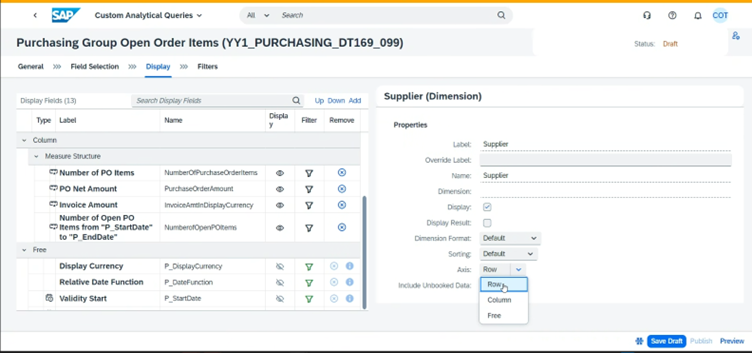 SAP
Custom Analytical Queries
All
Search
COT
Purchasing Group Open Order Items (YY1_PURCHASING_DT169_099)
Status: Draft
General
Field Selection
Display
Filters
Display Fields (13)
Search Display Fields
Up Down Add
Type Label Name Displa
y Filter Remove
Column
Measure Structure
Number of PO Items NumberOfPurchaseOrderItems
PO Net Amount PurchaseOrderAmount
Invoice Amount InvoiceAmtInDisplayCurrency
Number of Open PO
Items from "P_StartDate"
to "P_EndDate" NumberofOpenPOItems
Free
Display Currency P_DisplayCurrency
Relative Date Function P_DateFunction
Validity Start P_StartDate
Supplier (Dimension)
Properties
Label: Supplier
Override Label:
Name: Supplier
Dimension:
Display:
Display Result:
Dimension Format: Default
Sorting: Default
Axis: Row
Include Unbooked Data: Row
Column
Free
Save Draft Publish Preview